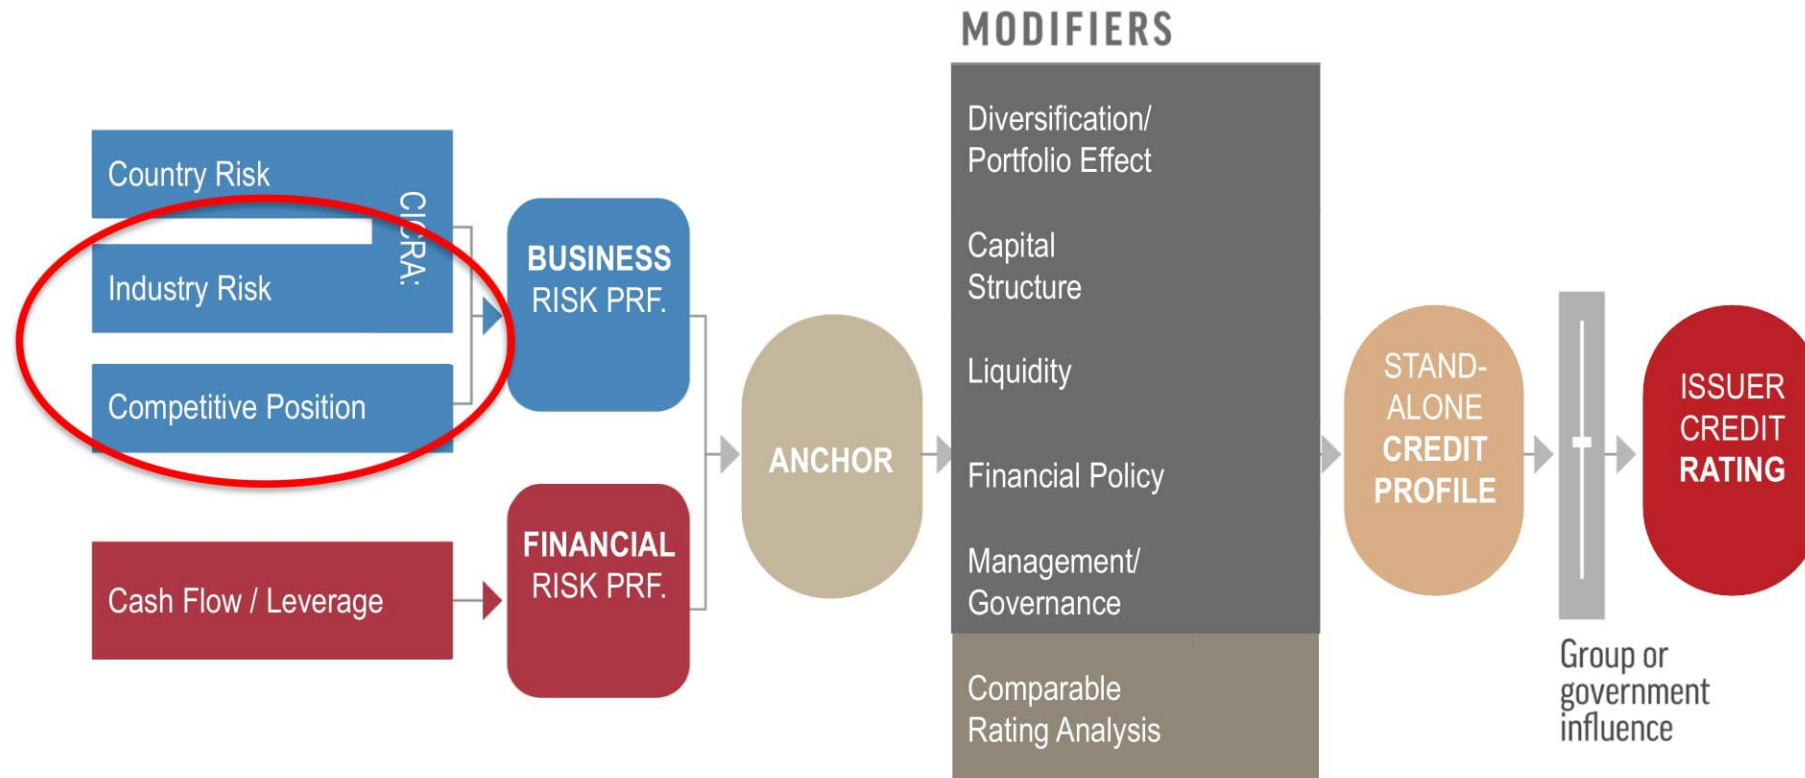 MODIFIERS
Country Risk
Industry Risk
CICRA:
Competitive Position
Cash Flow / Leverage
BUSINESS
RISK PRF.
FINANCIAL
RISK PRF.
ANCHOR
Diversification/
Portfolio Effect
Capital
Structure
Liquidity
Financial Policy
Management/
Governance
Comparable
Rating Analysis
STAND-
ALONE
CREDIT
PROFILE
Group or
government
influence
ISSUER
CREDIT
RATING